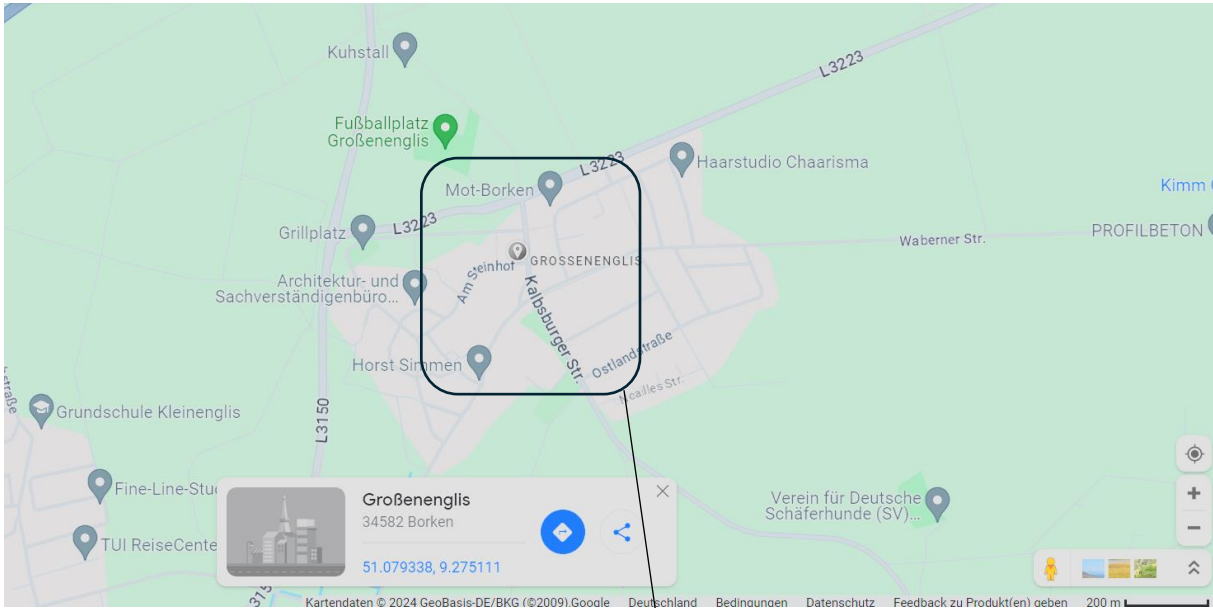 Kuhstall
L3223
Fußballplatz
Großenenglis
L3223
Haarstudio Chaarisma
Mot-Borken
Kimm
L3223
Grillplatz
Waberner Str.
PROFILBETON
GROSSENENGLIS
Am Steinhof
Architektur- und
Sachverständigenbüro...
Kalbsburger Str.
Ostlandstraße
Horst Simmen
Noailles Str.
Grundschule Kleinenglis
L3150
Fine-Line-Stu
Großenenglis
34582 Borken
Verein für Deutsche
Schäferhunde (SV)...
TUI ReiseCente
51.079338, 9.275111
Kartendaten © 2024 GeoBasis-DE/BKG (©2009),Google Deutschland Bedingungen Datenschutz Feedback zu Produkt(en) geben 200 m